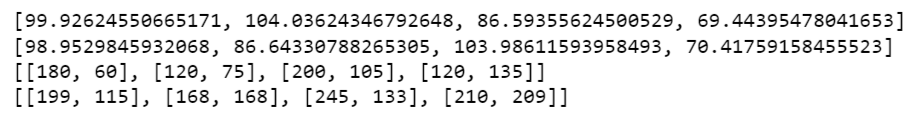 [99.92624550665171, 104.03624346792648, 86.59355624500529, 69.44395478041653]
[98.9529845932068, 86.64330788265305, 103.98611593958493, 70.41759158455523]
[[180, 60], [120, 75], [200, 105], [120, 135]]
[[199, 115], [168, 168], [245, 133], [210, 209]]